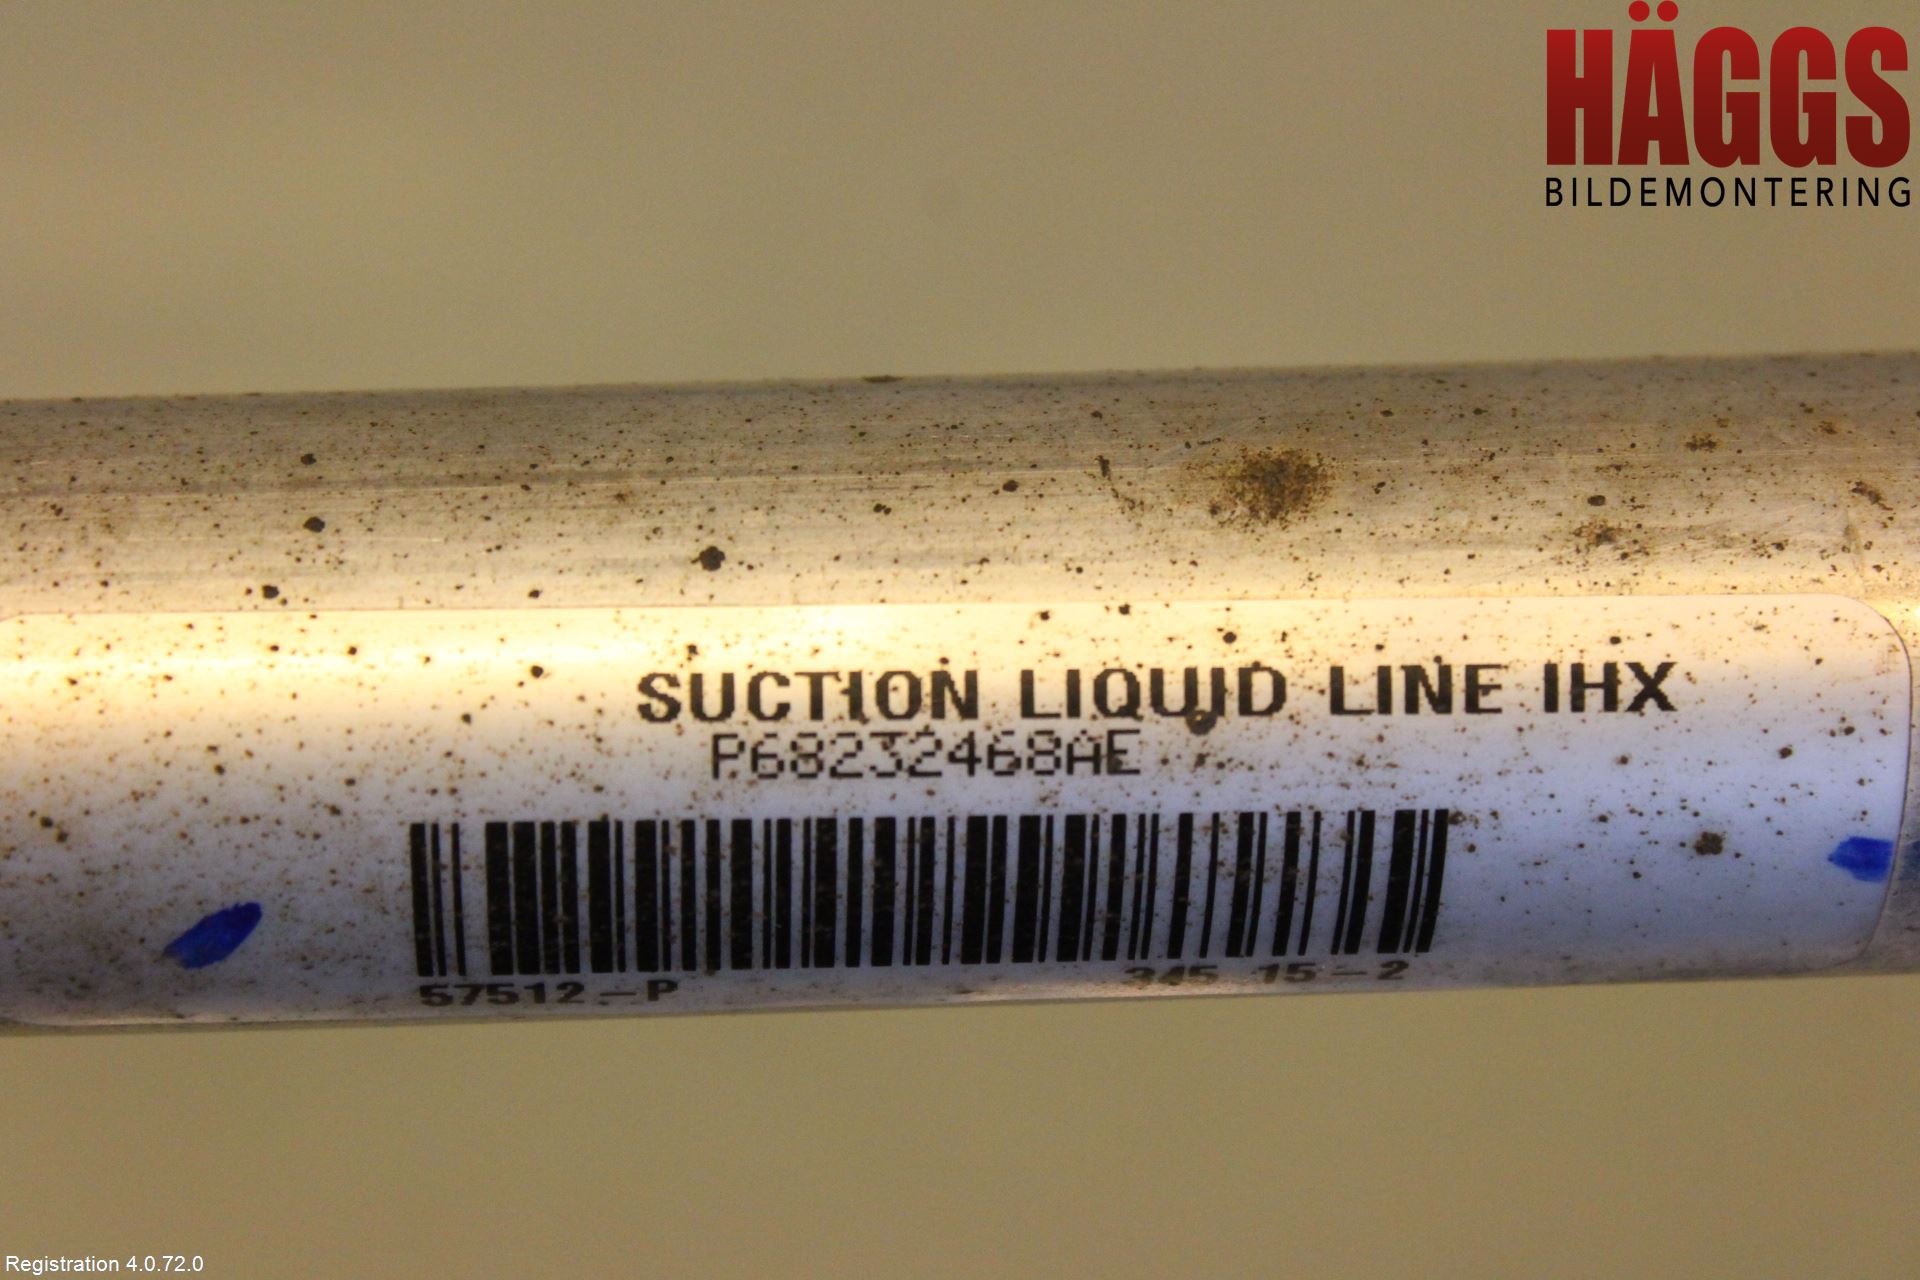 HÄGGS
BILDEMONTERING
SUCTION LIQUID LINE IHX
P68232468AE
57512-P 345 15-2
Registration 4.0.72.0